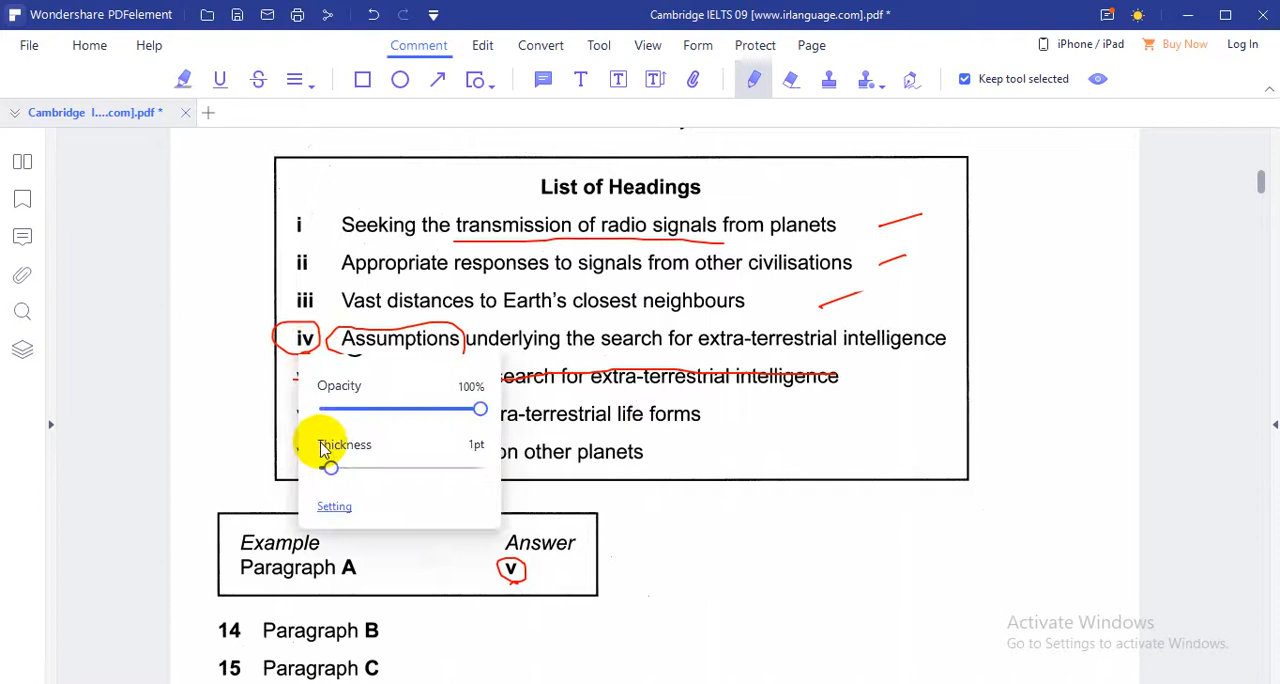 Wondershare PDFelement
Cambridge IELTS 09 [www.irlanguage.com].pdf *
File Home Help Comment Edit Convert Tool View Form Protect Page iPhone / iPad Buy Now Log In
Keep tool selected
Cambridge I....com].pdf *
List of Headings
i Seeking the transmission of radio signals from planets
ii Appropriate responses to signals from other civilisations
iii Vast distances to Earth's closest neighbours
iv Assumptions underlying the search for extra-terrestrial intelligence
search for extra-terrestrial intelligence
Opacity 100%
ra-terrestrial life forms
Thickness 1pt
on other planets
Setting
Example Answer
Paragraph A v
14 Paragraph B
15 Paragraph C
Activate Windows
Go to Settings to activate Windows.